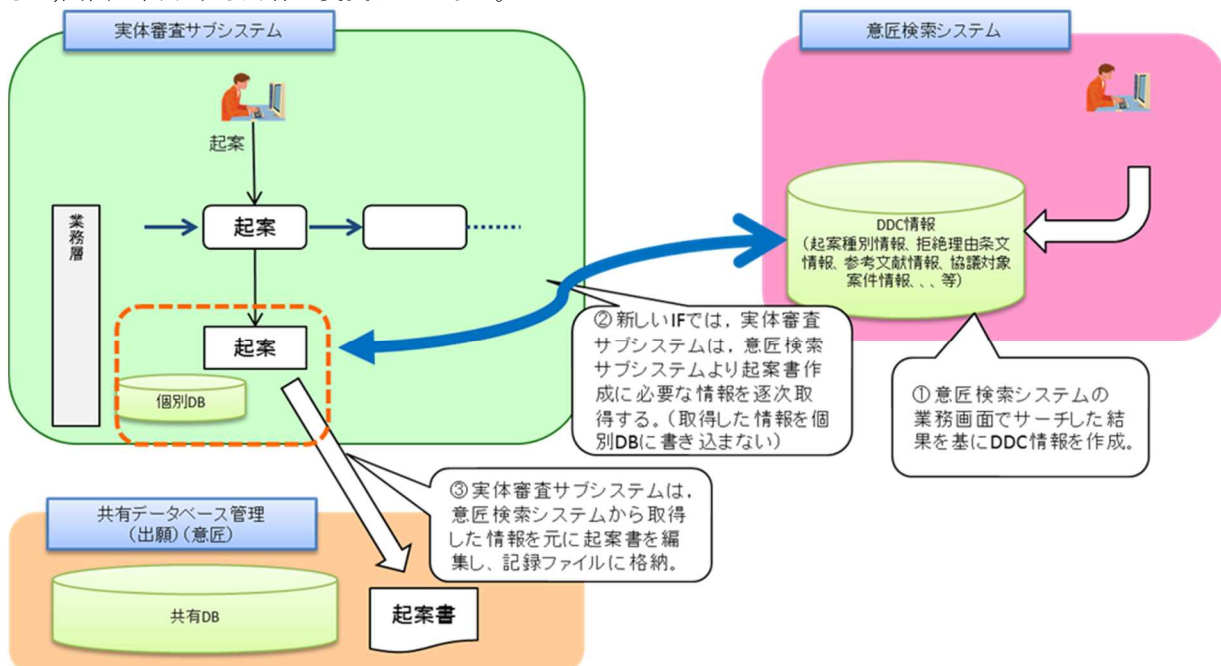 実体審査サブシステム
意匠検索システム
起案
業務層
起案
DDC情報
(起案種別情報、拒絶理由条文
情報、参考文献情報、協議対象
案件情報、、、等)
起案
個別DB
②新しいIFでは，実体審査
サブシステムは，意匠検索
サブシステムより起案書作
成に必要な情報を逐次取
得する。（取得した情報を個
別DBに書き込まない）
①意匠検索システムの
業務画面でサーチした結
果を基にDDC情報を作成。
③実体審査サブシステムは，
意匠検索システムから取得
した情報を元に起案書を編
集し、記録ファイルに格納。
共有データベース管理
(出願)(意匠)
共有DB
起案書